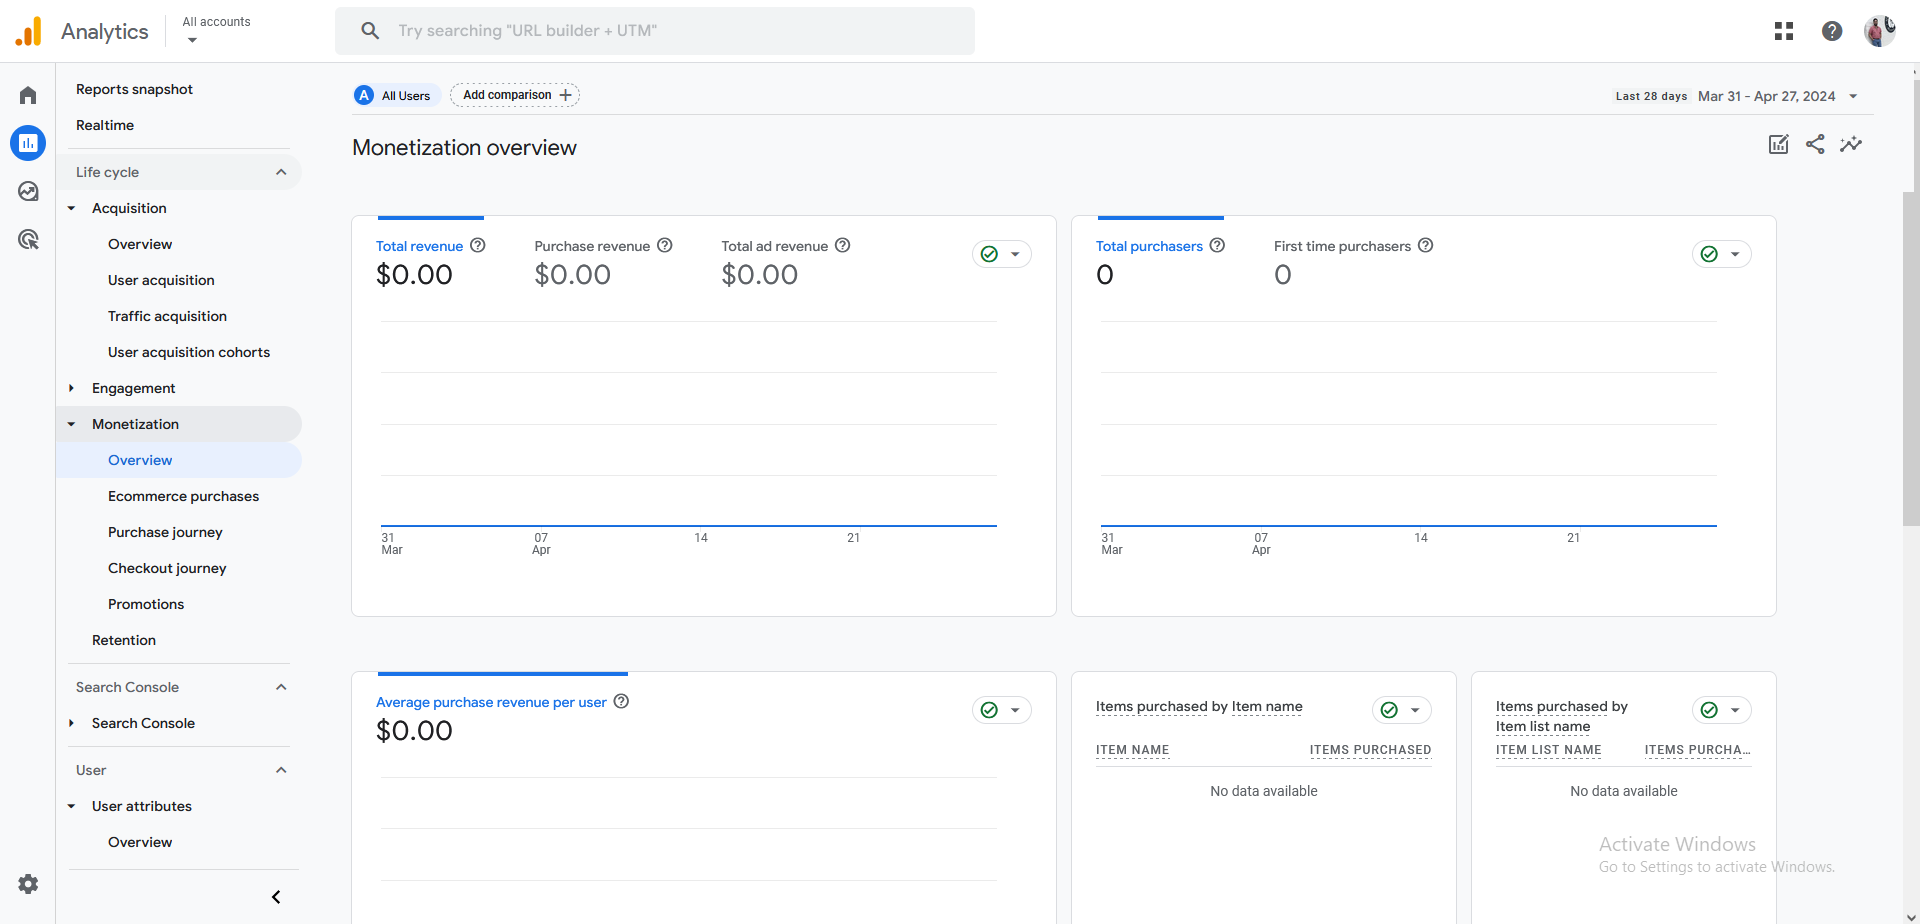 Analytics
All accounts
Try searching "URL builder + UTM"
Reports snapshot
Realtime
Life cycle
Acquisition
Overview
User acquisition
Traffic acquisition
User acquisition cohorts
Engagement
Monetization
Overview
Ecommerce purchases
Purchase journey
Checkout journey
Promotions
Retention
Search Console
Search Console
User
User attributes
Overview
A All Users
Add comparison
Last 28 days Mar 31 - Apr 27, 2024
Monetization overview
Total revenue
$0.00
Purchase revenue
$0.00
Total ad revenue
$0.00
31 07 14 21
Mar Apr
Total purchasers
0
First time purchasers
0
31 07 14 21
Mar Apr
Average purchase revenue per user
$0.00
Items purchased by Item name
ITEM NAME ITEMS PURCHASED
No data available
Items purchased by
Item list name
ITEM LIST NAME ITEMS PURCHA...
No data available
Activate Windows
Go to Settings to activate Windows.